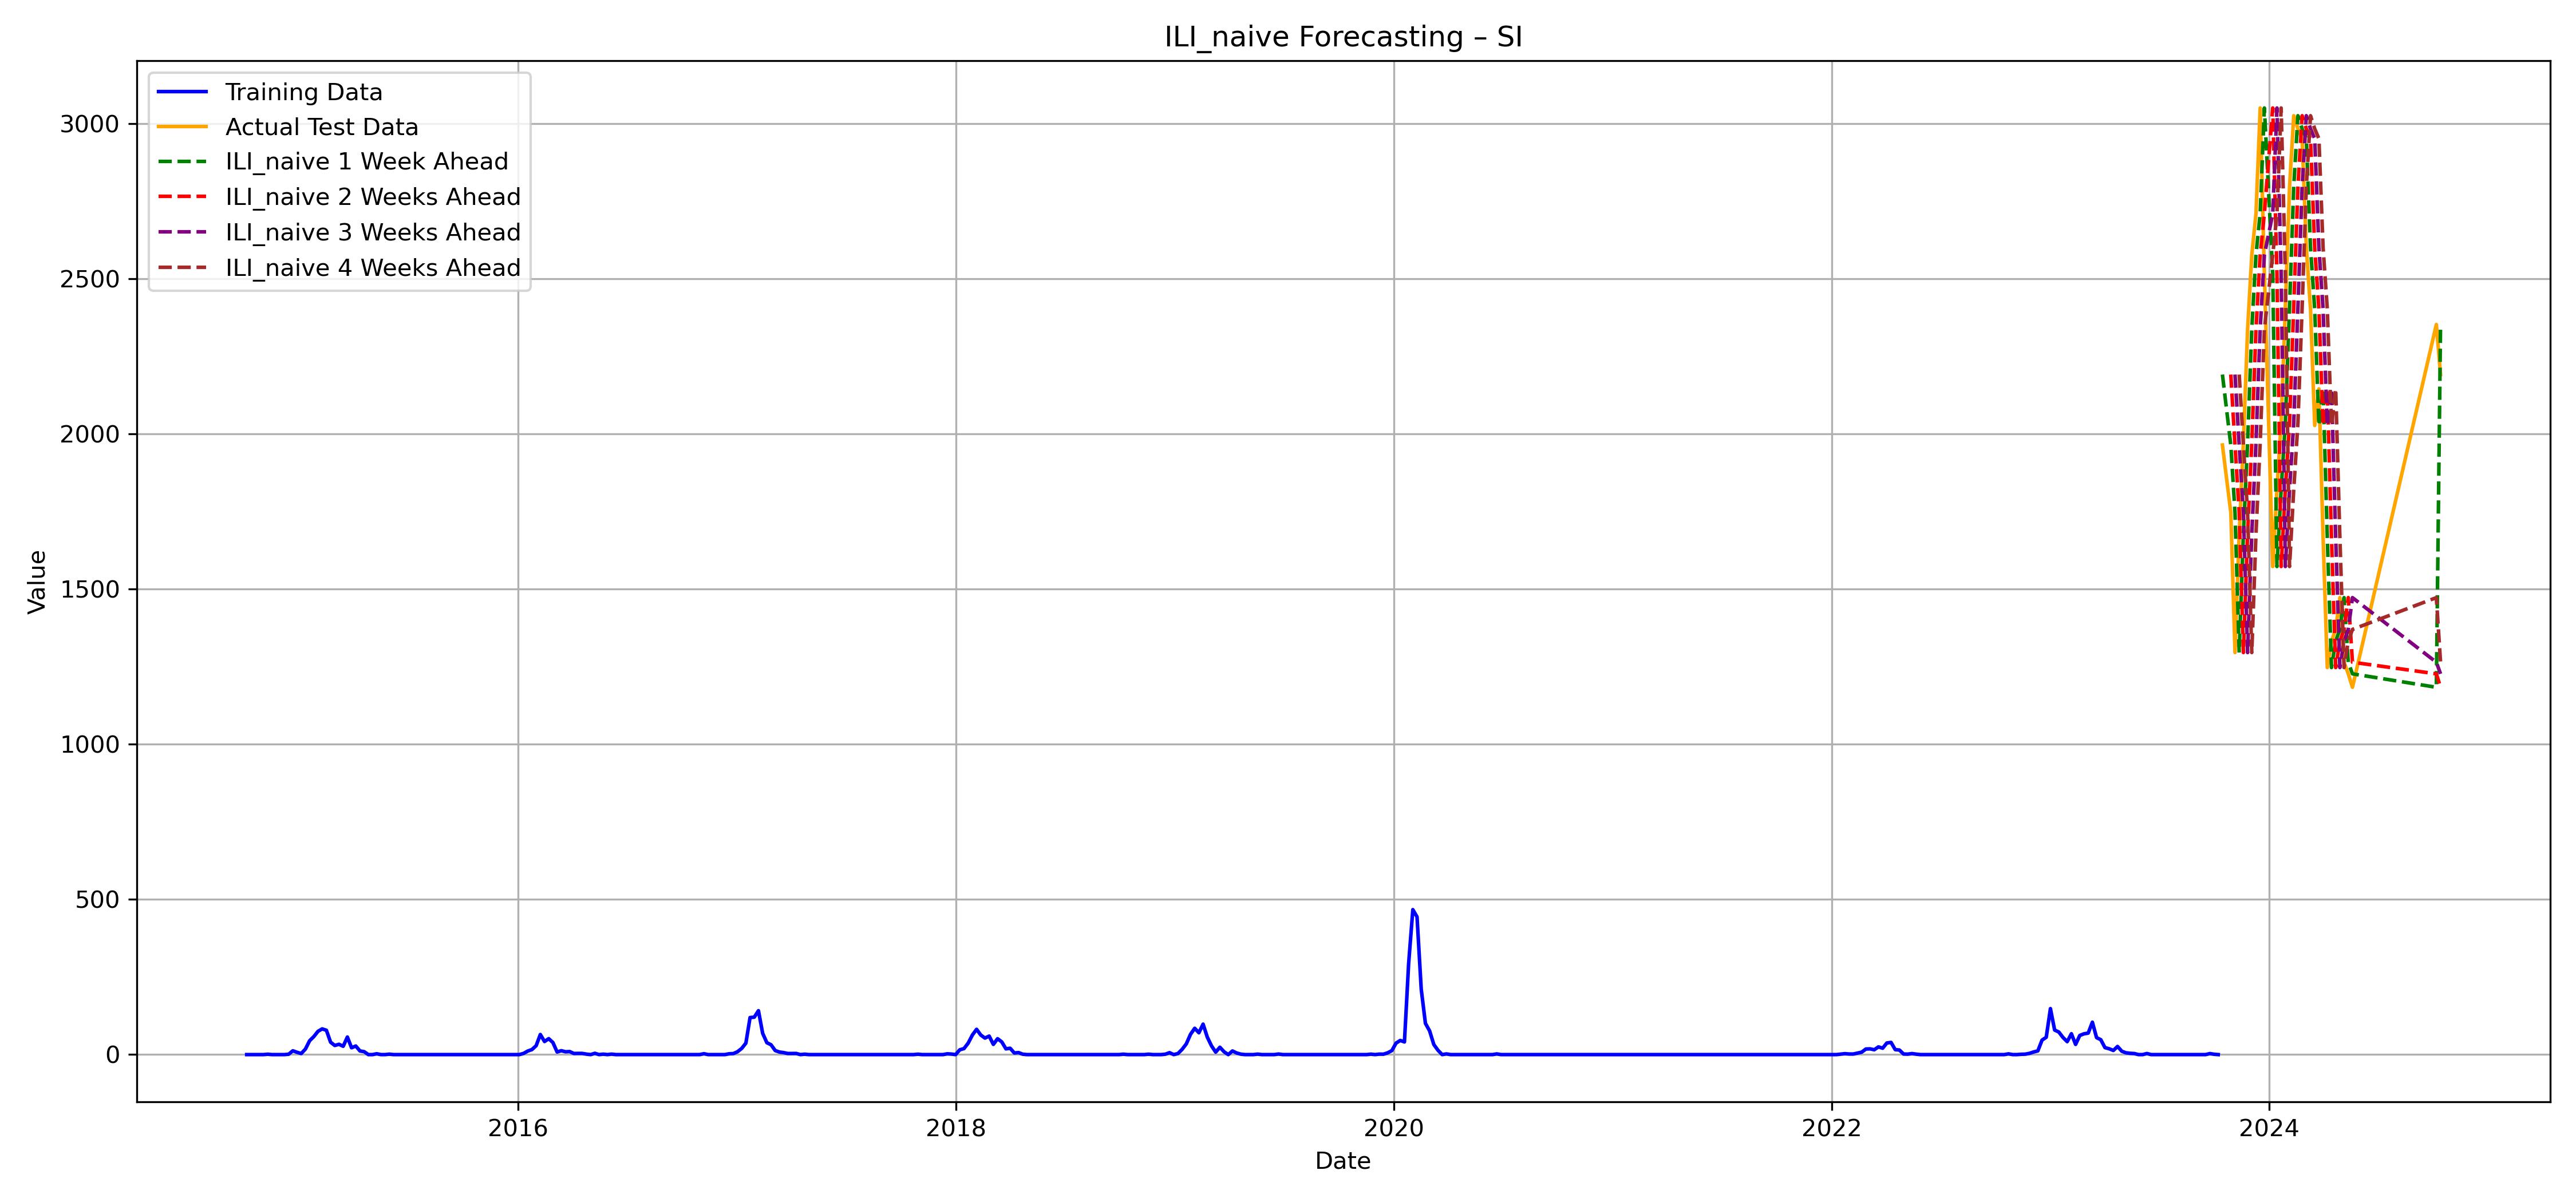 ILI_naive Forecasting – SI
Training Data
Actual Test Data
ILI_naive 1 Week Ahead
ILI_naive 2 Weeks Ahead
ILI_naive 3 Weeks Ahead
ILI_naive 4 Weeks Ahead
3000
2500
2000
1500
1000
500
0
Value
2016
2018
2020
2022
2024
Date